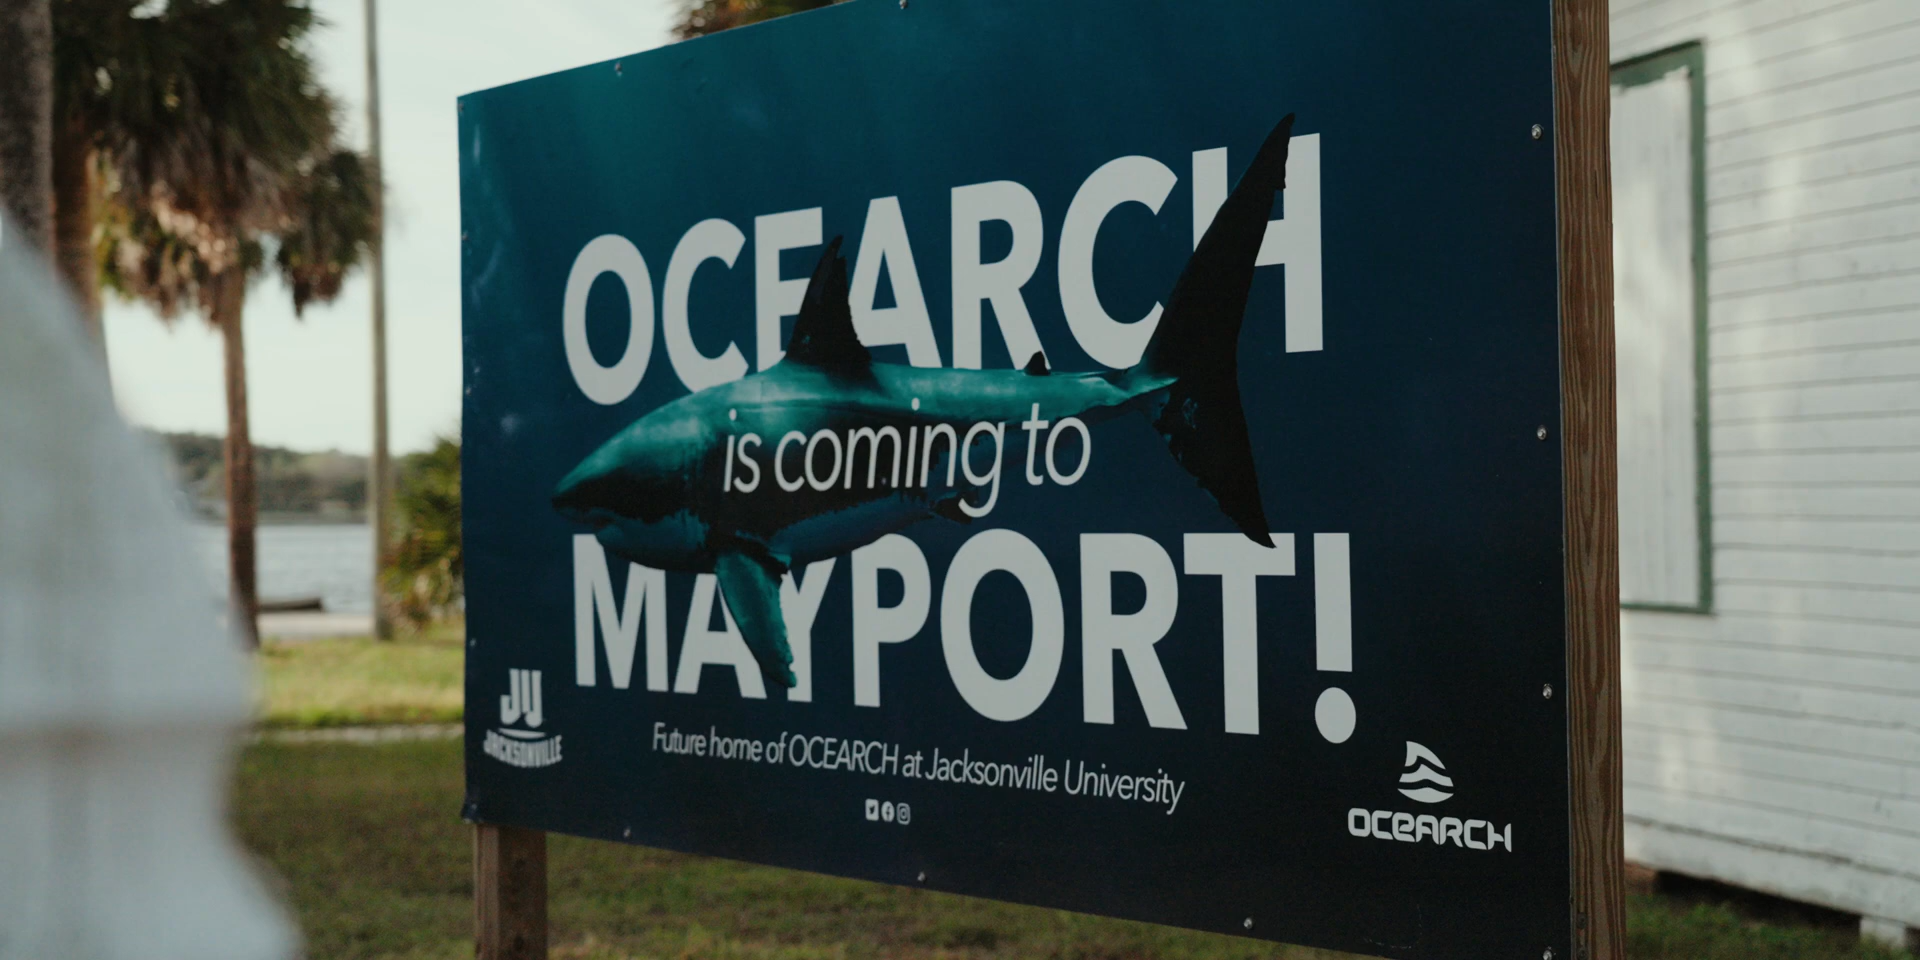 OCEARCH
is coming to
MAYPORT!
JU
JACKSONVILLE
Future home of OCEARCH at Jacksonville University
OCEARCH